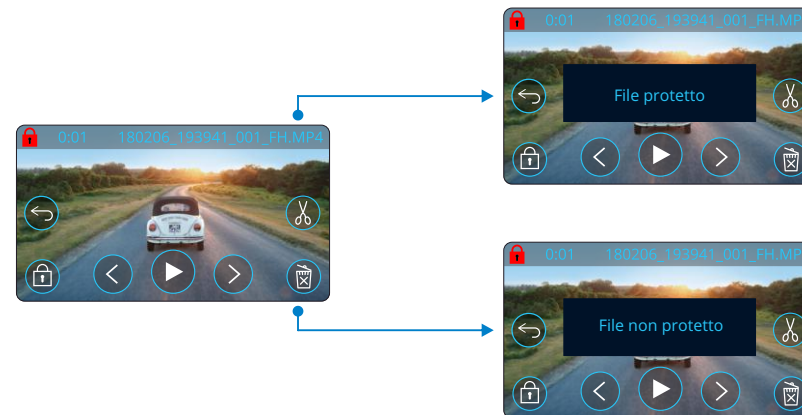 0:01 180206_193941_001_FH.MP4
0:01 180206_193941_001_FH.MP
File protetto
0:01 180206_193941_001_FH.MP
File non protetto